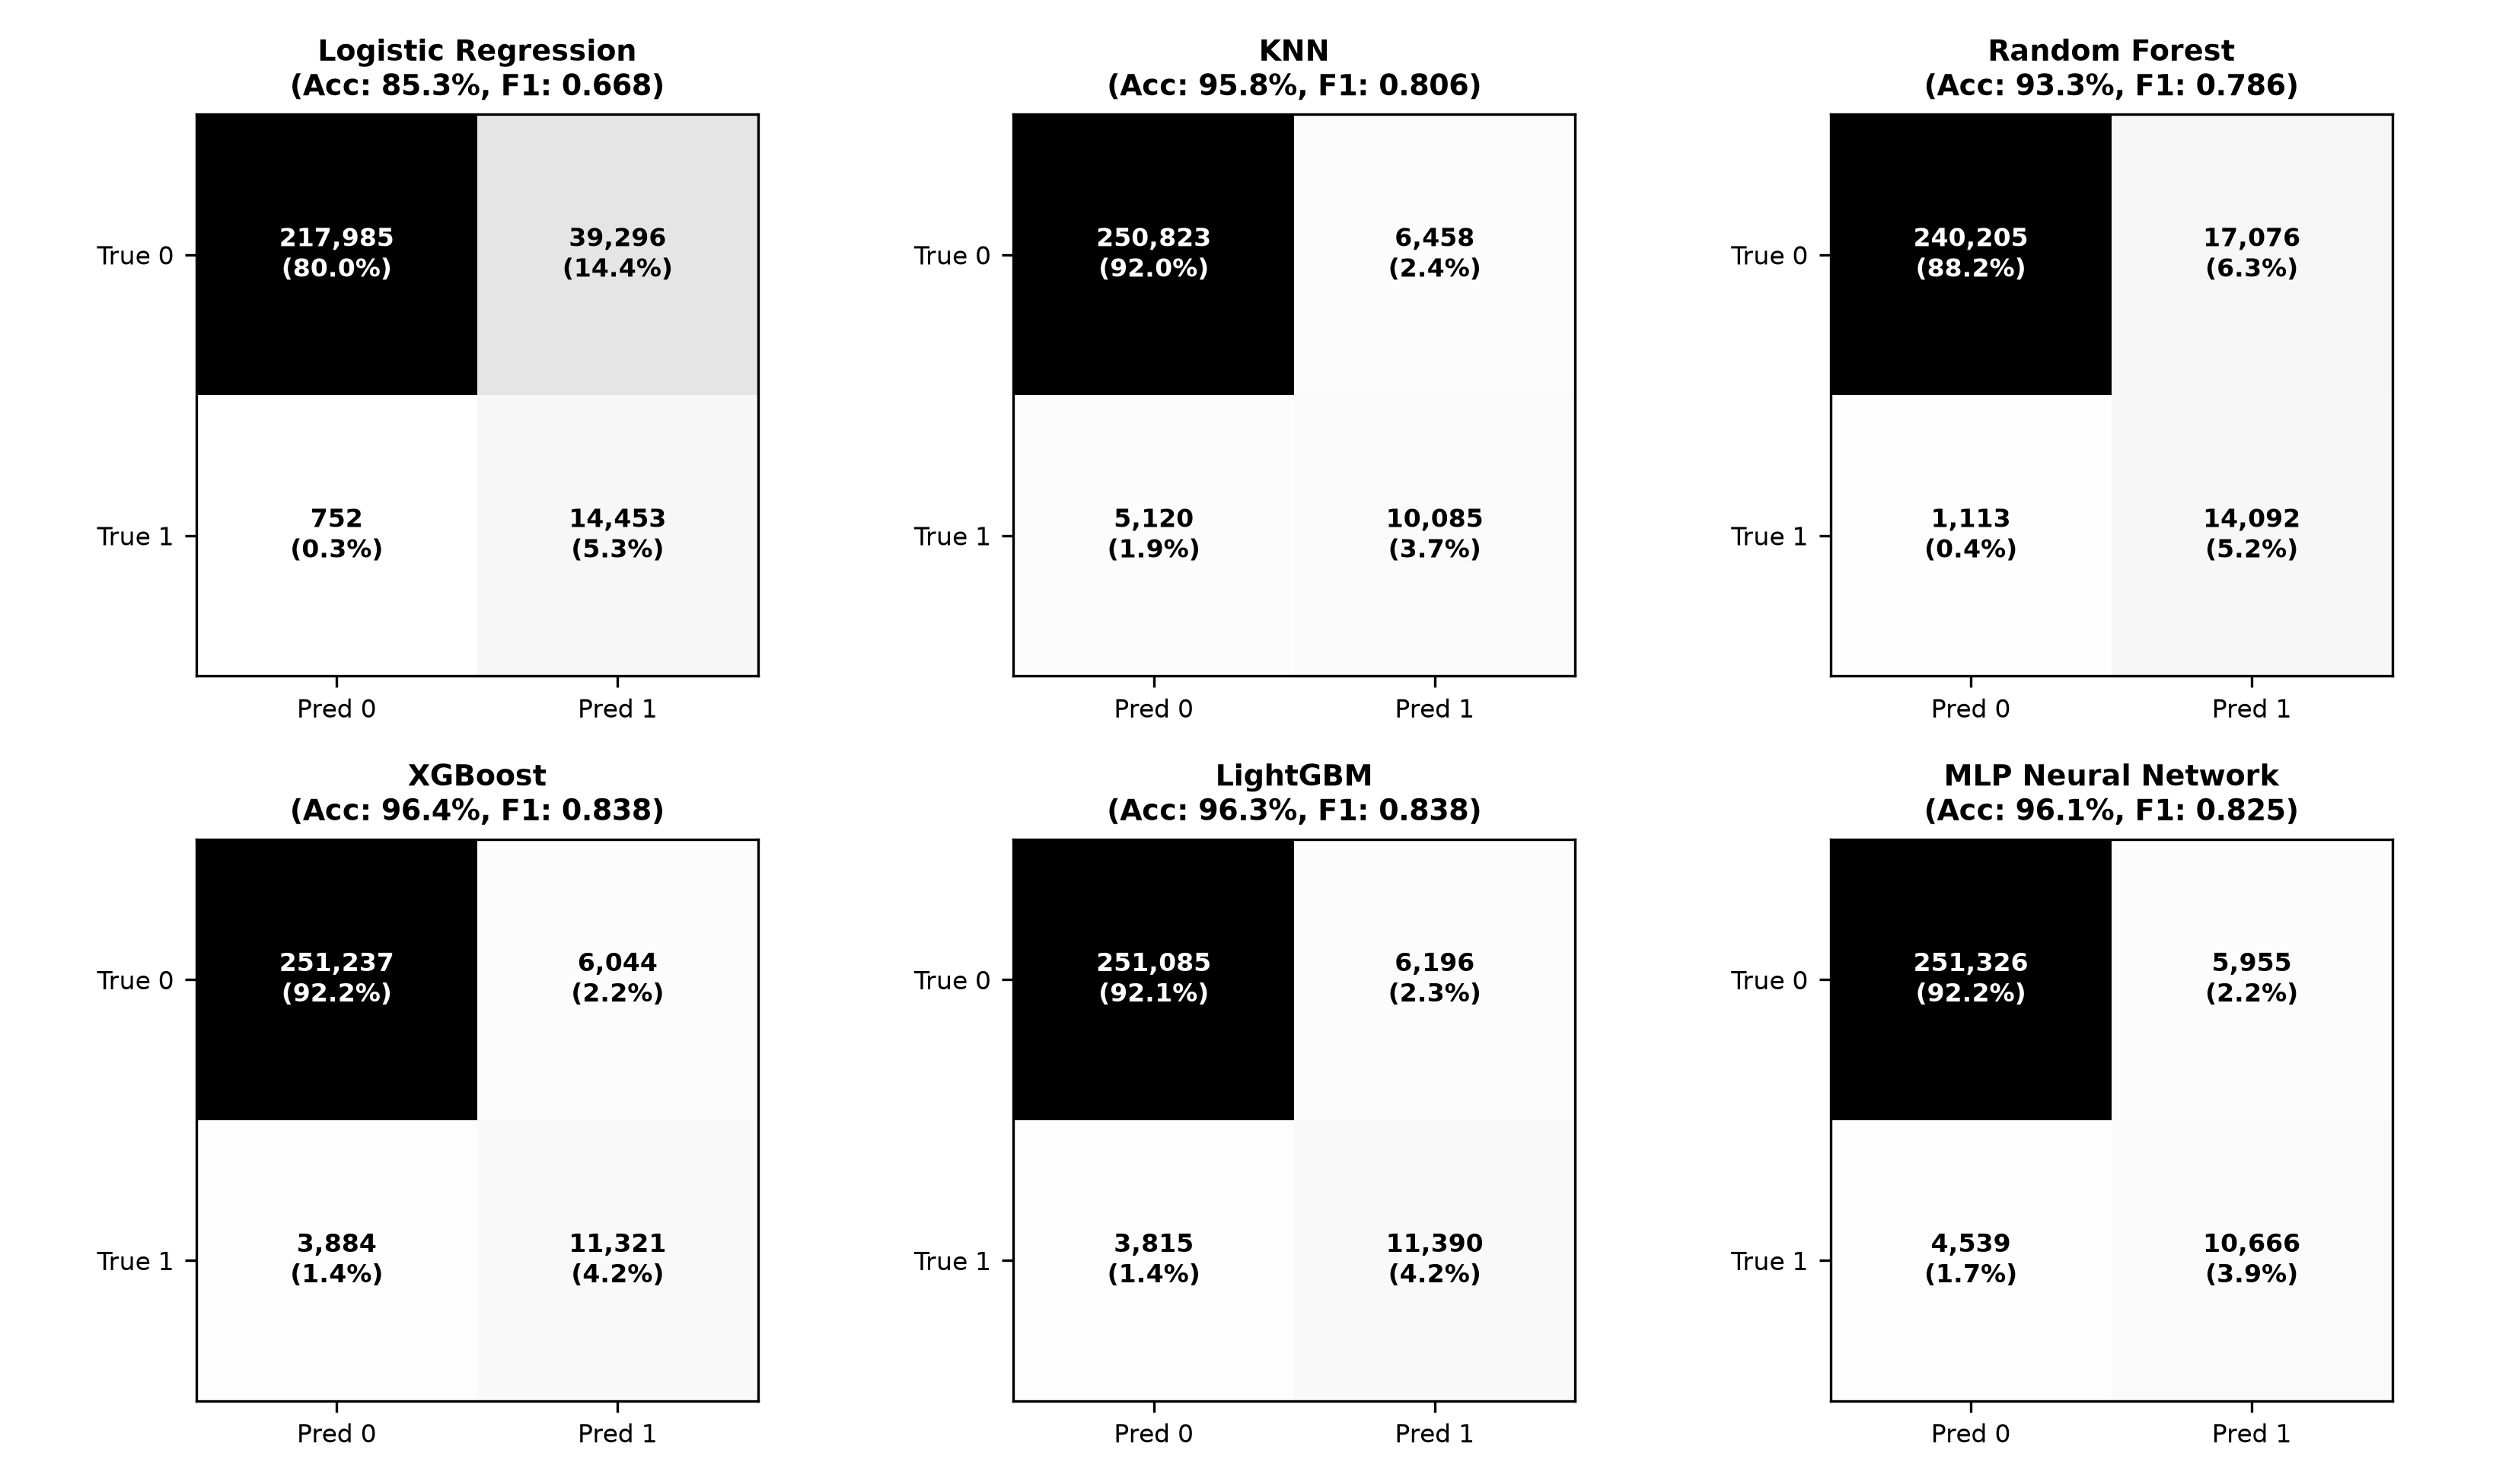 Logistic Regression
(Acc: 85.3%, F1: 0.668)
True 0
217,985
(80.0%)
39,296
(14.4%)
True 1
752
(0.3%)
14,453
(5.3%)
Pred 0
Pred 1
KNN
(Acc: 95.8%, F1: 0.806)
True 0
250,823
(92.0%)
6,458
(2.4%)
True 1
5,120
(1.9%)
10,085
(3.7%)
Pred 0
Pred 1
Random Forest
(Acc: 93.3%, F1: 0.786)
True 0
240,205
(88.2%)
17,076
(6.3%)
True 1
1,113
(0.4%)
14,092
(5.2%)
Pred 0
Pred 1
XGBoost
(Acc: 96.4%, F1: 0.838)
True 0
251,237
(92.2%)
6,044
(2.2%)
True 1
3,884
(1.4%)
11,321
(4.2%)
Pred 0
Pred 1
LightGBM
(Acc: 96.3%, F1: 0.838)
True 0
251,085
(92.1%)
6,196
(2.3%)
True 1
3,815
(1.4%)
11,390
(4.2%)
Pred 0
Pred 1
MLP Neural Network
(Acc: 96.1%, F1: 0.825)
True 0
251,326
(92.2%)
5,955
(2.2%)
True 1
4,539
(1.7%)
10,666
(3.9%)
Pred 0
Pred 1